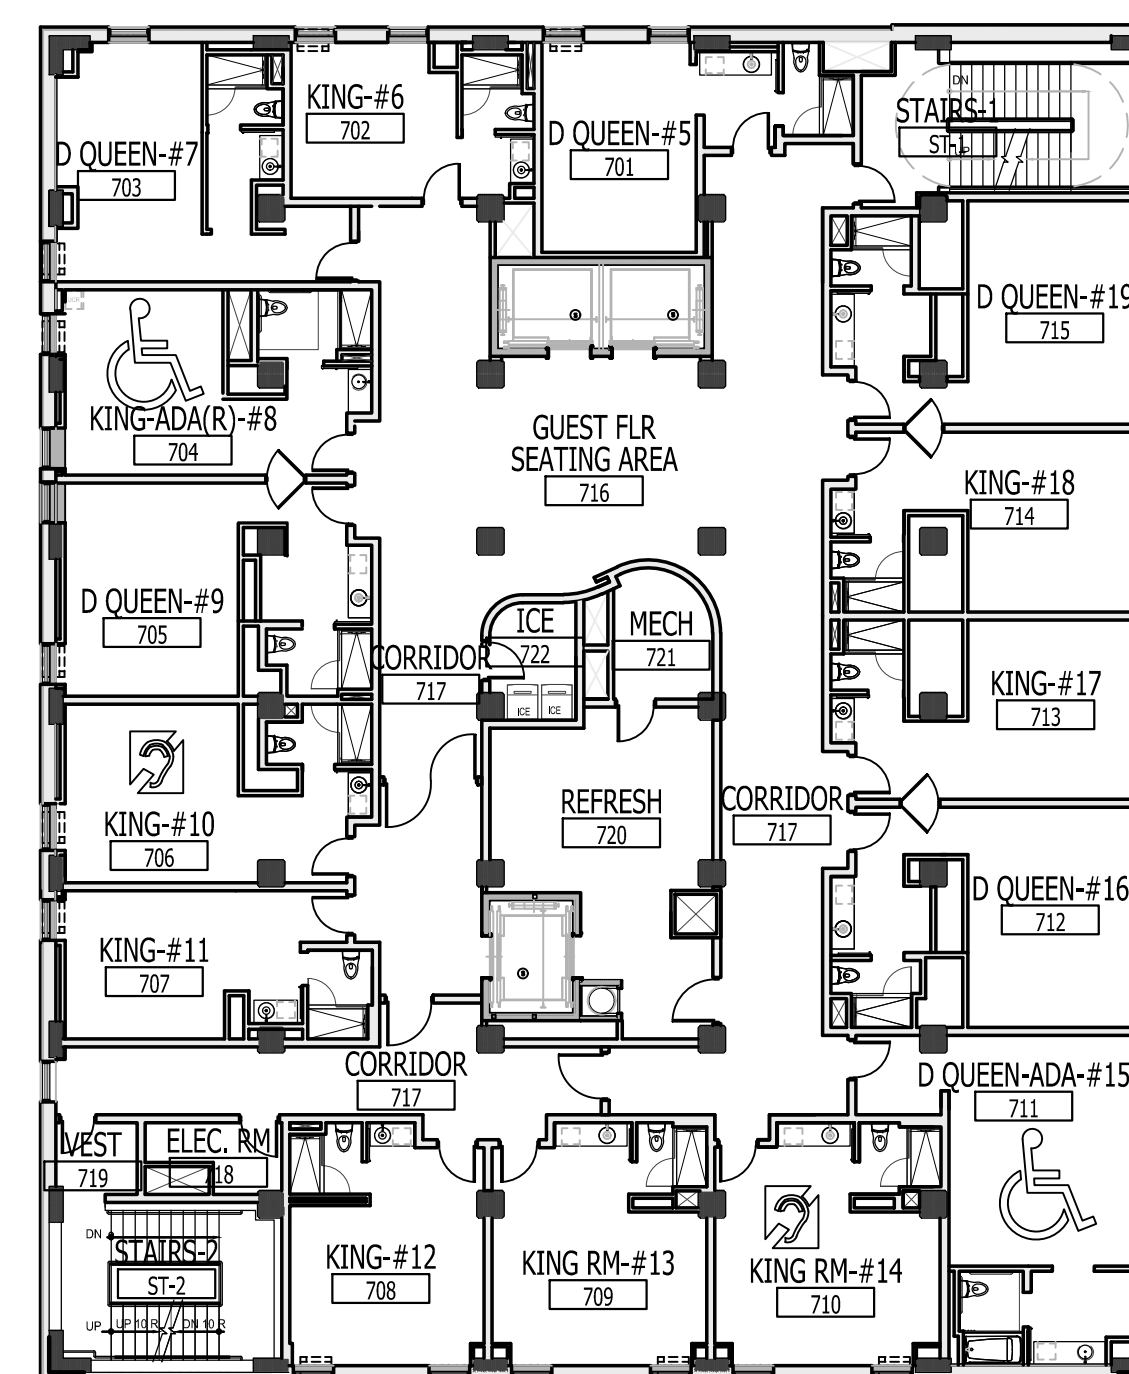 KING-#6
702
D QUEEN-#5
701
DN
STAIRS-1
ST-1
UP
D QUEEN-#7
703
D QUEEN-#19
715
KING-ADA(R)-#8
704
GUEST FLR
SEATING AREA
716
KING-#18
714
D QUEEN-#9
705
ICE
722
MECH
721
CORRIDOR
717
ICE
ICE
KING-#17
713
KING-#10
706
REFRESH
720
CORRIDOR
717
D QUEEN-#16
712
KING-#11
707
CORRIDOR
717
D QUEEN-ADA-#15
711
VEST
719
ELEC. RM
718
DN
STAIRS-2
ST-2
UP
UP 10 R
DN 10 R
KING-#12
708
KING RM-#13
709
KING RM-#14
710